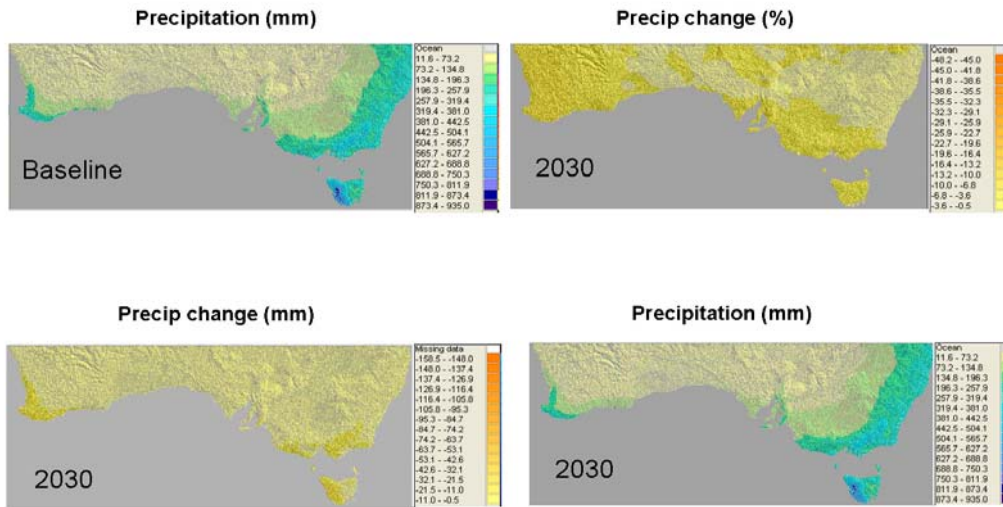 Precipitation (mm)
Ocean
11.6 - 73.2
73.2 - 134.8
134.8 - 196.3
196.3 - 257.9
257.9 - 319.4
319.4 - 381.0
381.0 - 442.5
442.5 - 504.1
504.1 - 565.7
565.7 - 627.2
627.2 - 688.8
688.8 - 750.3
750.3 - 811.9
811.9 - 873.4
873.4 - 935.0
Baseline
Precip change (%)
Ocean
-48.2 - -45.0
-45.0 - -41.8
-41.8 - -38.6
-38.6 - -35.5
-35.5 - -32.3
-32.3 - -29.1
-29.1 - -25.9
-25.9 - -22.7
-22.7 - -19.6
-19.6 - -16.4
-16.4 - -13.2
-13.2 - -10.0
-10.0 - -6.8
-6.8 - -3.6
-3.6 - -0.5
2030
Precip change (mm)
Missing data
-158.5 - -148.0
-148.0 - -137.4
-137.4 - -126.9
-126.9 - -116.4
-116.4 - -105.8
-105.8 - -95.3
-95.3 - -84.7
-84.7 - -74.2
-74.2 - -63.7
-63.7 - -53.1
-53.1 - -42.6
-42.6 - -32.1
-32.1 - -21.5
-21.5 - -11.0
-11.0 - -0.5
2030
Precipitation (mm)
Ocean
11.6 - 73.2
73.2 - 134.8
134.8 - 196.3
196.3 - 257.9
257.9 - 319.4
319.4 - 381.0
381.0 - 442.5
442.5 - 504.1
504.1 - 565.7
565.7 - 627.2
627.2 - 688.8
688.8 - 750.3
750.3 - 811.9
811.9 - 873.4
873.4 - 935.0
2030